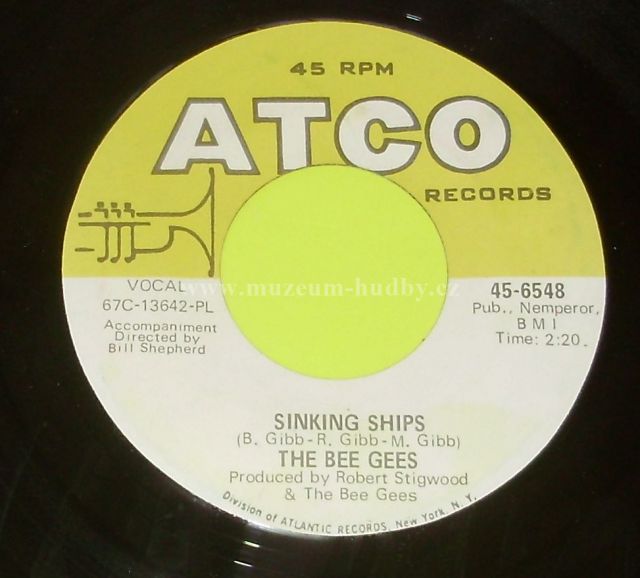 45 RPM
ATCO
RECORDS
VOCAL
67C-13642-PL
Accompaniment
Directed by
Bill Shepherd
www.muzeum-hudby.cz
45-6548
Pub., Nemperor,
BMI
Time: 2:20
SINKING SHIPS
(B. Gibb-R. Gibb-M. Gibb)
THE BEE GEES
Produced by Robert Stigwood
& The Bee Gees
Division of ATLANTIC RECORDS, New York, N. Y.